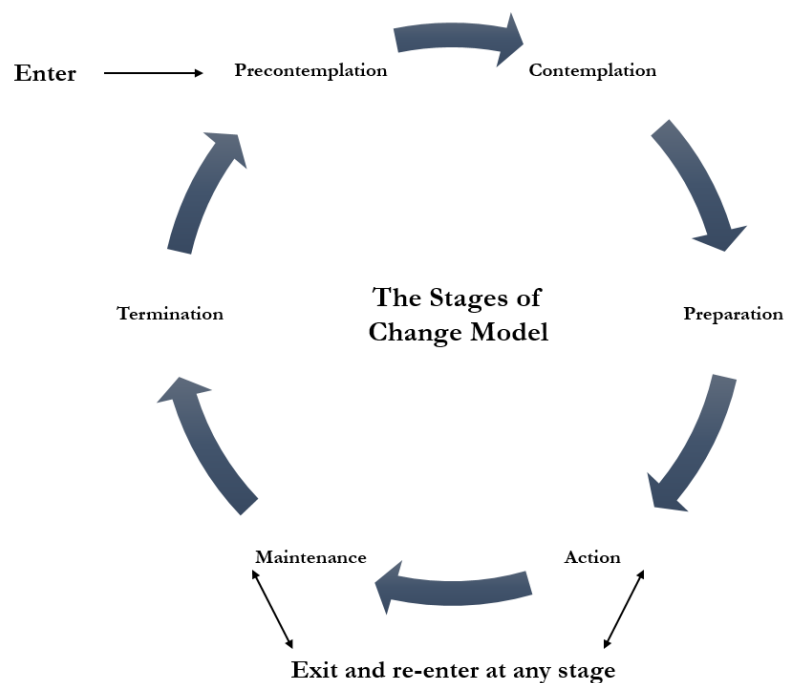 Enter
Precontemplation
Contemplation
Termination
The Stages of
Change Model
Preparation
Maintenance
Action
Exit and re-enter at any stage